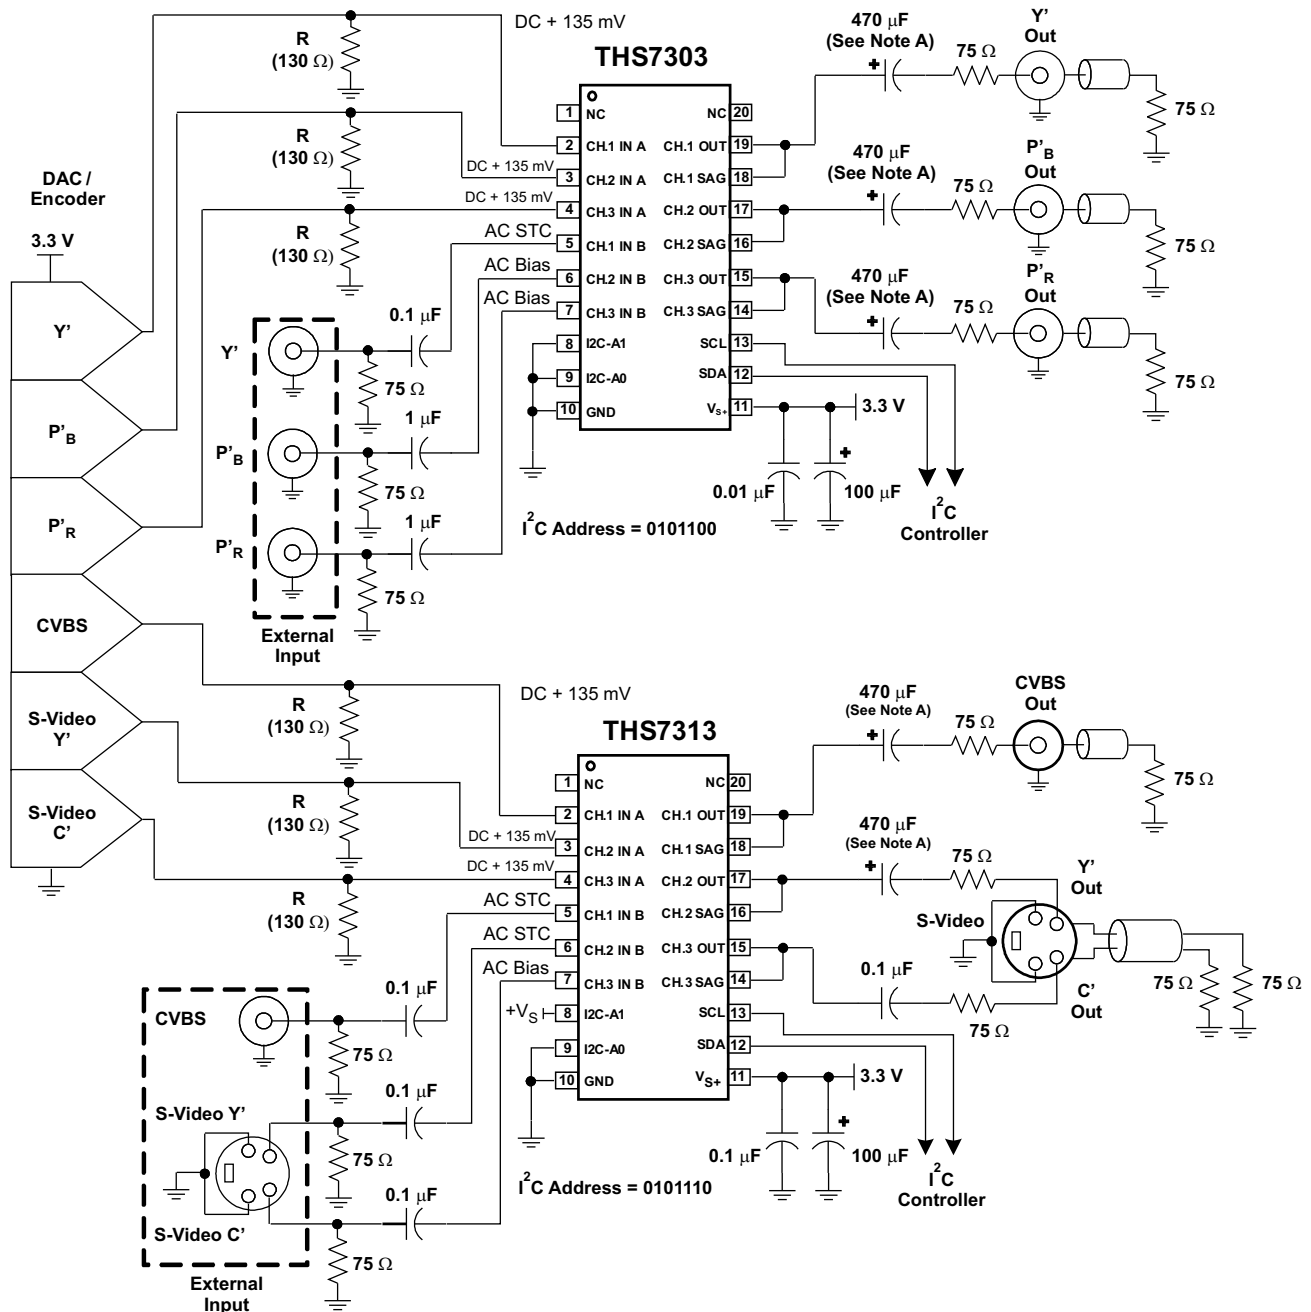 DC + 135 mV
470 μF
(See Note A)
75 Ω
Y'
Out
75 Ω
R
(130 Ω)
THS7303
1 NC
NC 20
2 CH.1 IN A
CH.1 OUT 19
3 CH.2 IN A
CH.1 SAG 18
4 CH.3 IN A
CH.2 OUT 17
5 CH.1 IN B
CH.2 SAG 16
6 CH.2 IN B
CH.3 OUT 15
7 CH.3 IN B
CH.3 SAG 14
8 I2C-A1
SCL 13
9 I2C-A0
SDA 12
10 GND
VS+ 11
R
(130 Ω)
DC + 135 mV
470 μF
(See Note A)
75 Ω
P'B
Out
75 Ω
DAC /
Encoder
3.3 V
R
(130 Ω)
DC + 135 mV
AC STC
AC Bias
AC Bias
470 μF
(See Note A)
75 Ω
P'R
Out
75 Ω
Y'
P'B
P'R
CVBS
S-Video
Y'
S-Video
C'
Y'
0.1 μF
75 Ω
P'B
1 μF
75 Ω
P'R
1 μF
75 Ω
External
Input
3.3 V
0.01 μF
100 μF
I2C
Controller
I2C Address = 0101100
R
(130 Ω)
DC + 135 mV
THS7313
1 NC
NC 20
2 CH.1 IN A
CH.1 OUT 19
3 CH.2 IN A
CH.1 SAG 18
4 CH.3 IN A
CH.2 OUT 17
5 CH.1 IN B
CH.2 SAG 16
6 CH.2 IN B
CH.3 OUT 15
7 CH.3 IN B
CH.3 SAG 14
+VS 8 I2C-A1
SCL 13
9 I2C-A0
SDA 12
10 GND
VS+ 11
470 μF
(See Note A)
75 Ω
CVBS
Out
75 Ω
R
(130 Ω)
DC + 135 mV
R
(130 Ω)
DC + 135 mV
AC STC
AC STC
AC Bias
470 μF
(See Note A)
75 Ω
Y'
Out
S-Video
0.1 μF
75 Ω
C'
Out
75 Ω
75 Ω
CVBS
0.1 μF
75 Ω
S-Video Y'
0.1 μF
75 Ω
S-Video C'
0.1 μF
75 Ω
External
Input
3.3 V
0.1 μF
100 μF
I2C
Controller
I2C Address = 0101110